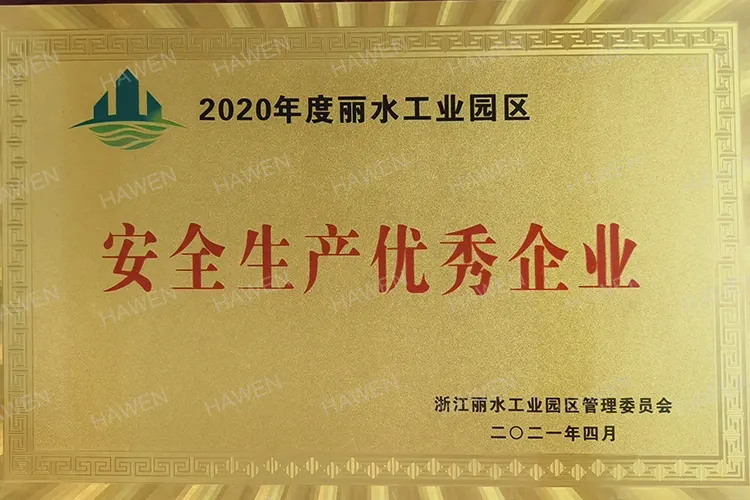 2020年度丽水工业园区
安全生产优秀企业
浙江丽水工业园区管理委员会
二〇二一年四月
HAWEN